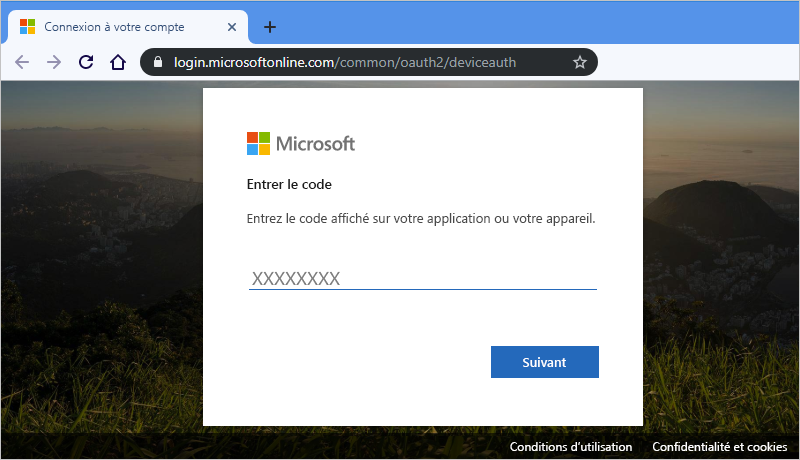 Connexion à votre compte
login.microsoftonline.com/common/oauth2/deviceauth
Microsoft
Entrer le code
Entrez le code affiché sur votre application ou votre appareil.
XXXXXXXX
Suivant
Conditions d'utilisation Confidentialité et cookies